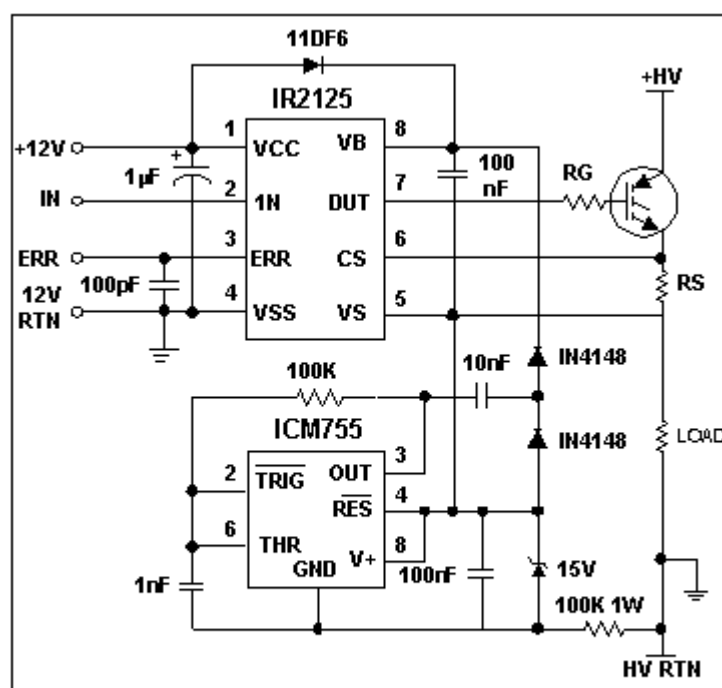 11DF6
IR2125
+HV
+12V
1
VCC
VB
8
1µF
+
100
nF
RG
IN
2
1N
DUT
7
ERR
3
ERR
CS
6
100pF
RS
12V
RTN
4
VSS
VS
5
100K
10nF
IN4148
ICM755
IN4148
LOAD
2
TRIG
OUT
3
RES
4
6
THR
V+
8
GND
1nF
100nF
15V
100K 1W
HV RTN